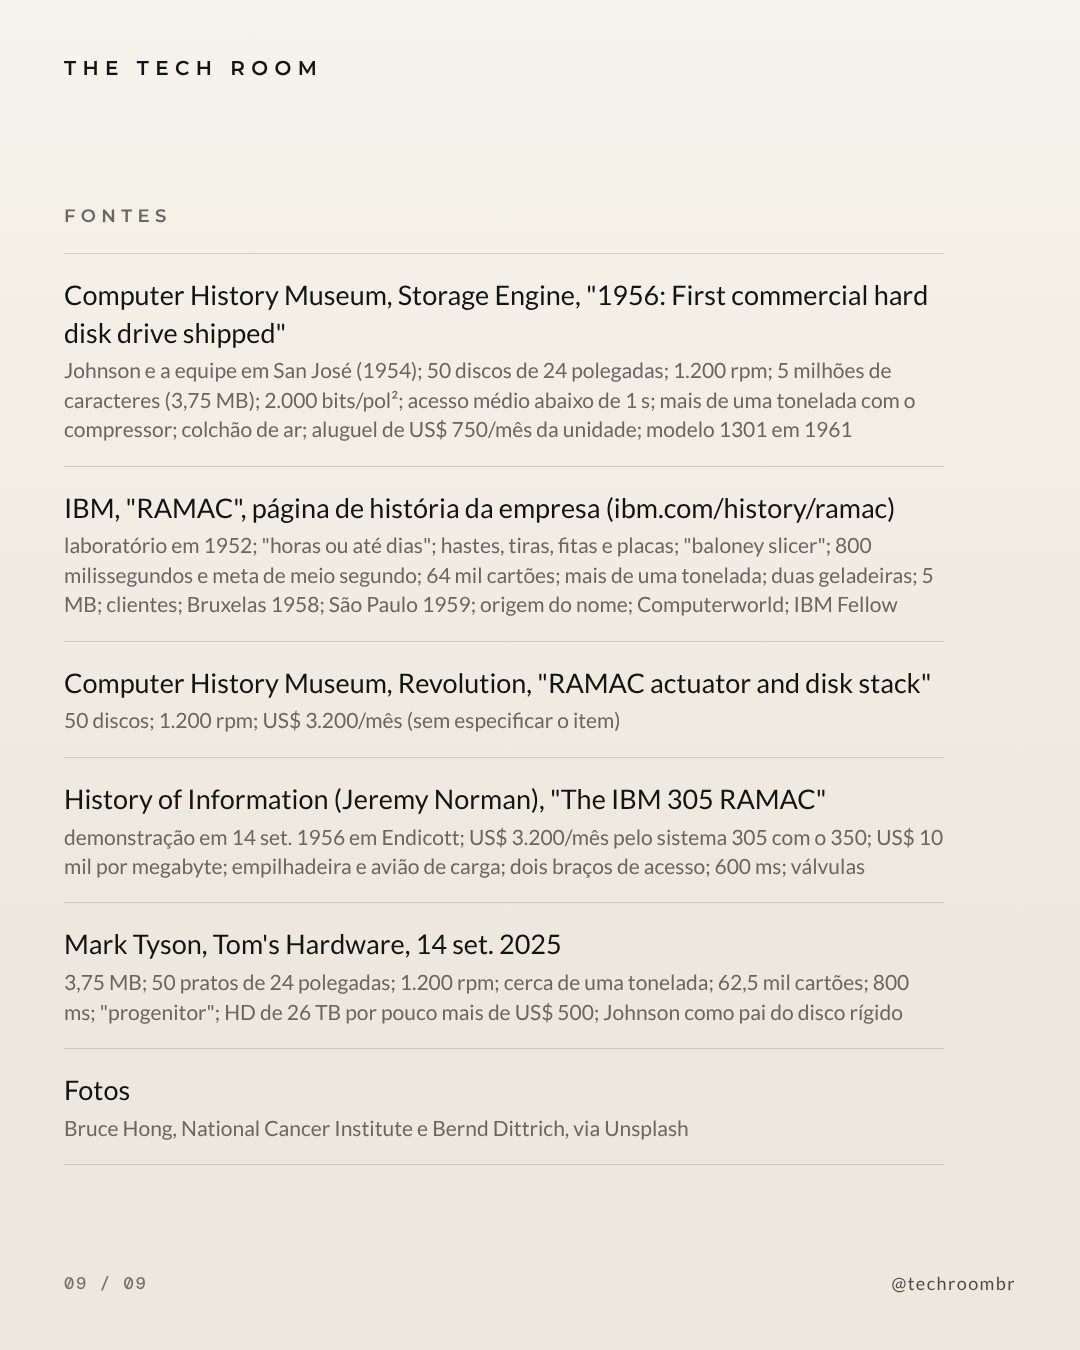 THE TECH ROOM
FONTES
Computer History Museum, Storage Engine, "1956: First commercial hard
disk drive shipped"
Johnson e a equipe em San José (1954); 50 discos de 24 polegadas; 1.200 rpm; 5 milhões de
caracteres (3,75 MB); 2.000 bits/pol²; acesso médio abaixo de 1 s; mais de uma tonelada com o
compressor; colchão de ar; aluguel de US$ 750/mês da unidade; modelo 1301 em 1961
IBM, "RAMAC", página de história da empresa (ibm.com/history/ramac)
laboratório em 1952; "horas ou até dias"; hastes, tiras, fitas e placas; "baloney slicer"; 800
milissegundos e meta de meio segundo; 64 mil cartões; mais de uma tonelada; duas geladeiras; 5
MB; clientes; Bruxelas 1958; São Paulo 1959; origem do nome; Computerworld; IBM Fellow
Computer History Museum, Revolution, "RAMAC actuator and disk stack"
50 discos; 1.200 rpm; US$ 3.200/mês (sem especificar o item)
History of Information (Jeremy Norman), "The IBM 305 RAMAC"
demonstração em 14 set. 1956 em Endicott; US$ 3.200/mês pelo sistema 305 com o 350; US$ 10
mil por megabyte; empilhadeira e avião de carga; dois braços de acesso; 600 ms; válvulas
Mark Tyson, Tom's Hardware, 14 set. 2025
3,75 MB; 50 pratos de 24 polegadas; 1.200 rpm; cerca de uma tonelada; 62,5 mil cartões; 800
ms; "progenitor"; HD de 26 TB por pouco mais de US$ 500; Johnson como pai do disco rígido
Fotos
Bruce Hong, National Cancer Institute e Bernd Dittrich, via Unsplash
09 / 09
@techroombr